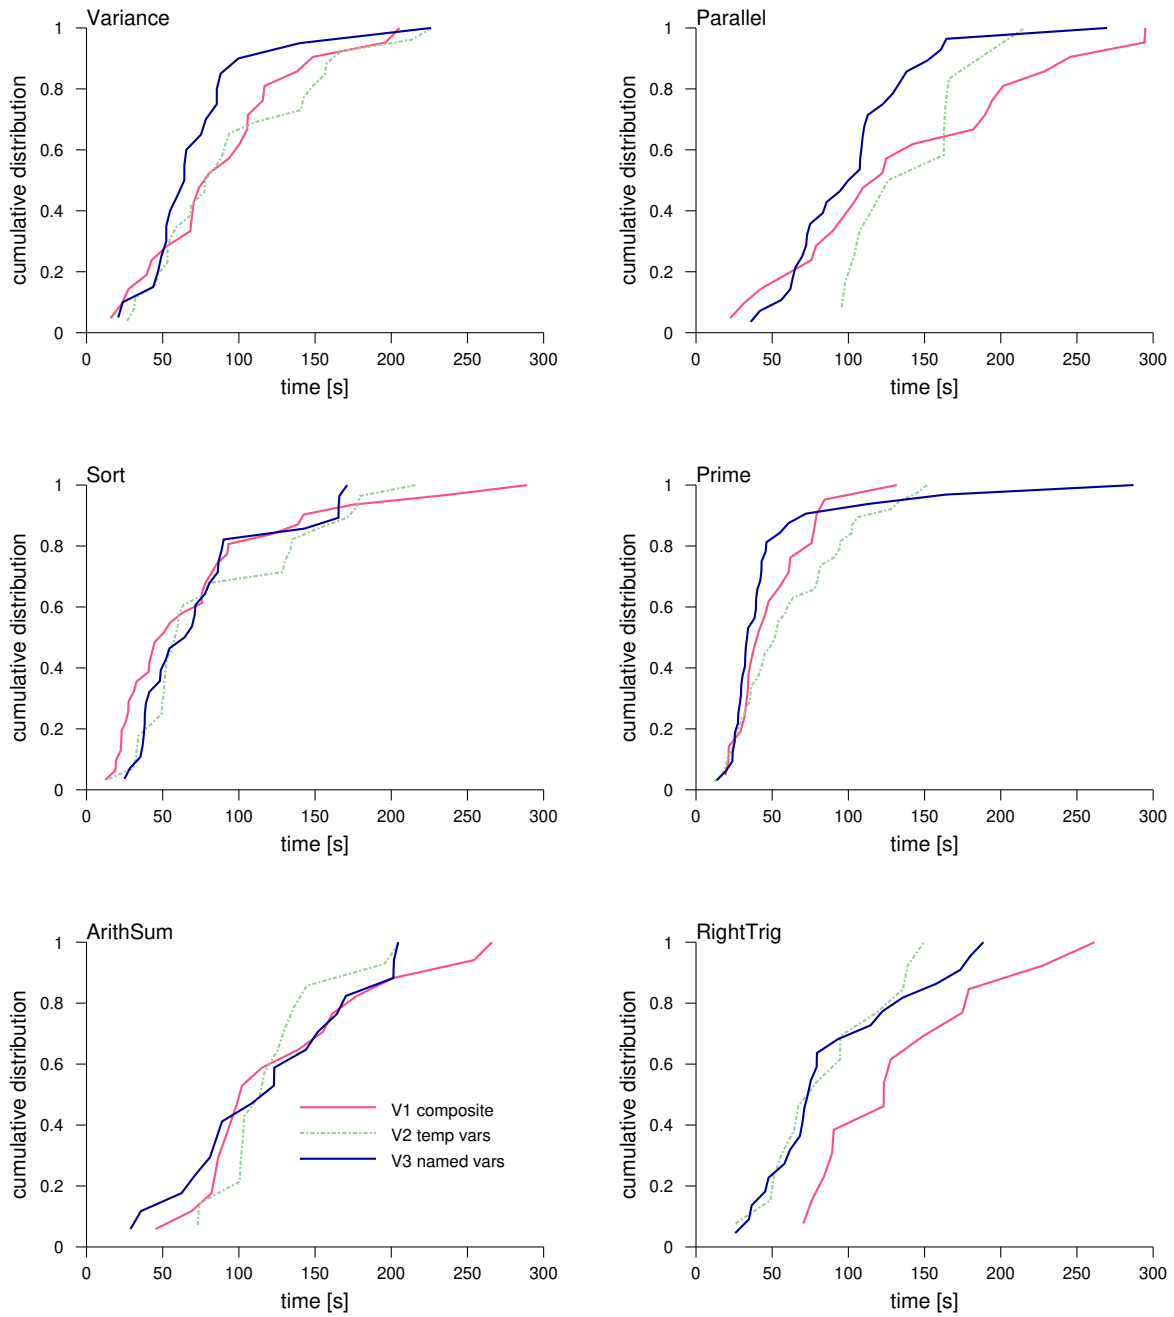 Variance
1
0.8
0.6
0.4
0.2
0
cumulative distribution
0 50 100 150 200 250 300
time [s]
Parallel
1
0.8
0.6
0.4
0.2
0
cumulative distribution
0 50 100 150 200 250 300
time [s]
Sort
1
0.8
0.6
0.4
0.2
0
cumulative distribution
0 50 100 150 200 250 300
time [s]
Prime
1
0.8
0.6
0.4
0.2
0
cumulative distribution
0 50 100 150 200 250 300
time [s]
ArithSum
1
0.8
0.6
0.4
0.2
0
cumulative distribution
V1 composite
V2 temp vars
V3 named vars
0 50 100 150 200 250 300
time [s]
RightTrig
1
0.8
0.6
0.4
0.2
0
cumulative distribution
0 50 100 150 200 250 300
time [s]